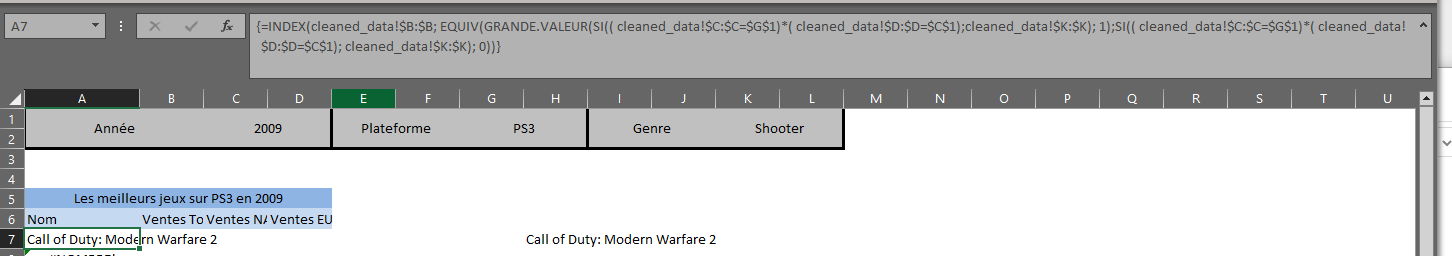 A7 fx {=INDEX(cleaned_data!$B:$B; EQUIV(GRANDE.VALEUR(SI(( cleaned_data!$C:$C=$G$1)*( cleaned_data!$D:$D=$C$1);cleaned_data!$K:$K); 1);SI(( cleaned_data!$C:$C=$G$1)*( cleaned_data!
$D:$D=$C$1); cleaned_data!$K:$K); 0))}
A B C D E F G H I J K L M N O P Q R S T U
1
Année 2009 Plateforme PS3 Genre Shooter
2
3
4
5 Les meilleurs jeux sur PS3 en 2009
6 Nom Ventes To Ventes NA Ventes EU
7 Call of Duty: Modern Warfare 2 Call of Duty: Modern Warfare 2